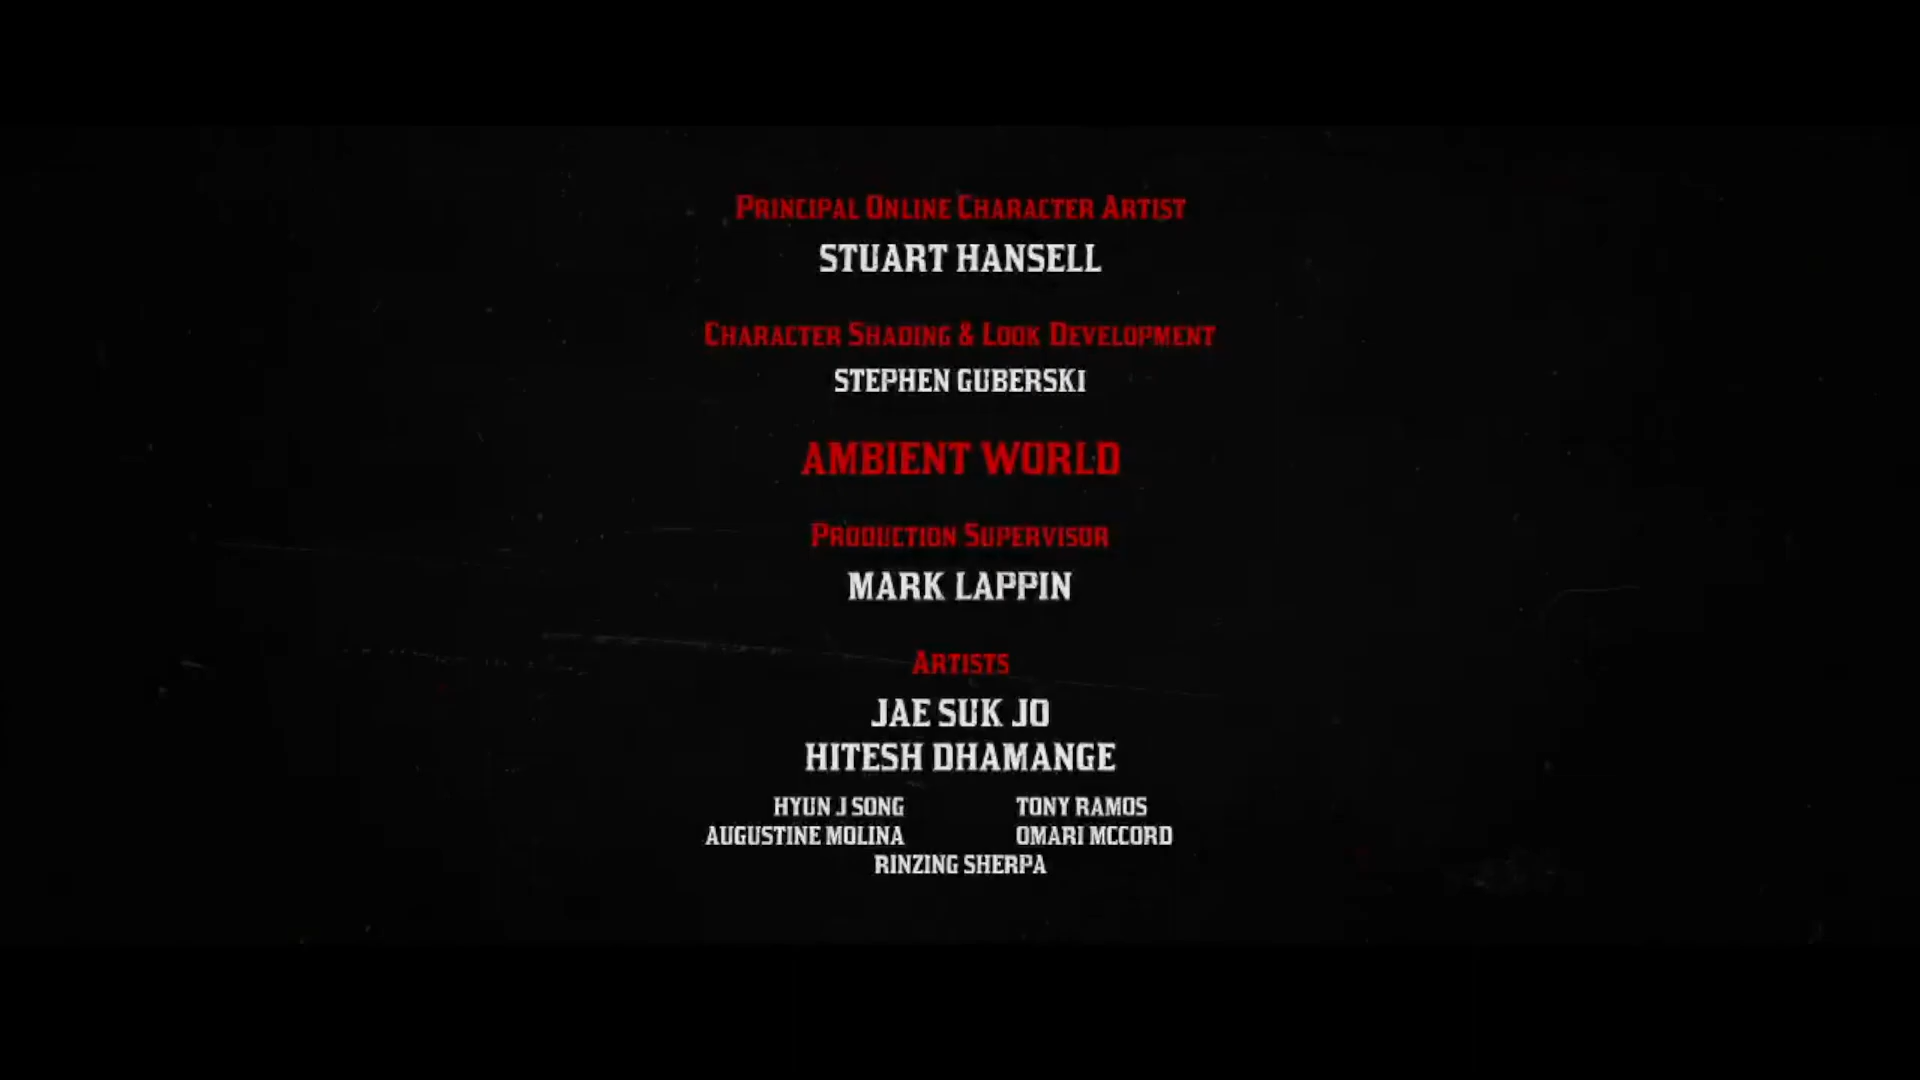 PRINCIPAL ONLINE CHARACTER ARTIST
STUART HANSELL
CHARACTER SHADING & LOOK DEVELOPMENT
STEPHEN GUBERSKI
AMBIENT WORLD
PRODUCTION SUPERVISOR
MARK LAPPIN
ARTISTS
JAE SUK JO
HITESH DHAMANGE
HYUN J SONG TONY RAMOS
AUGUSTINE MOLINA OMARI MCCORD
RINZING SHERPA